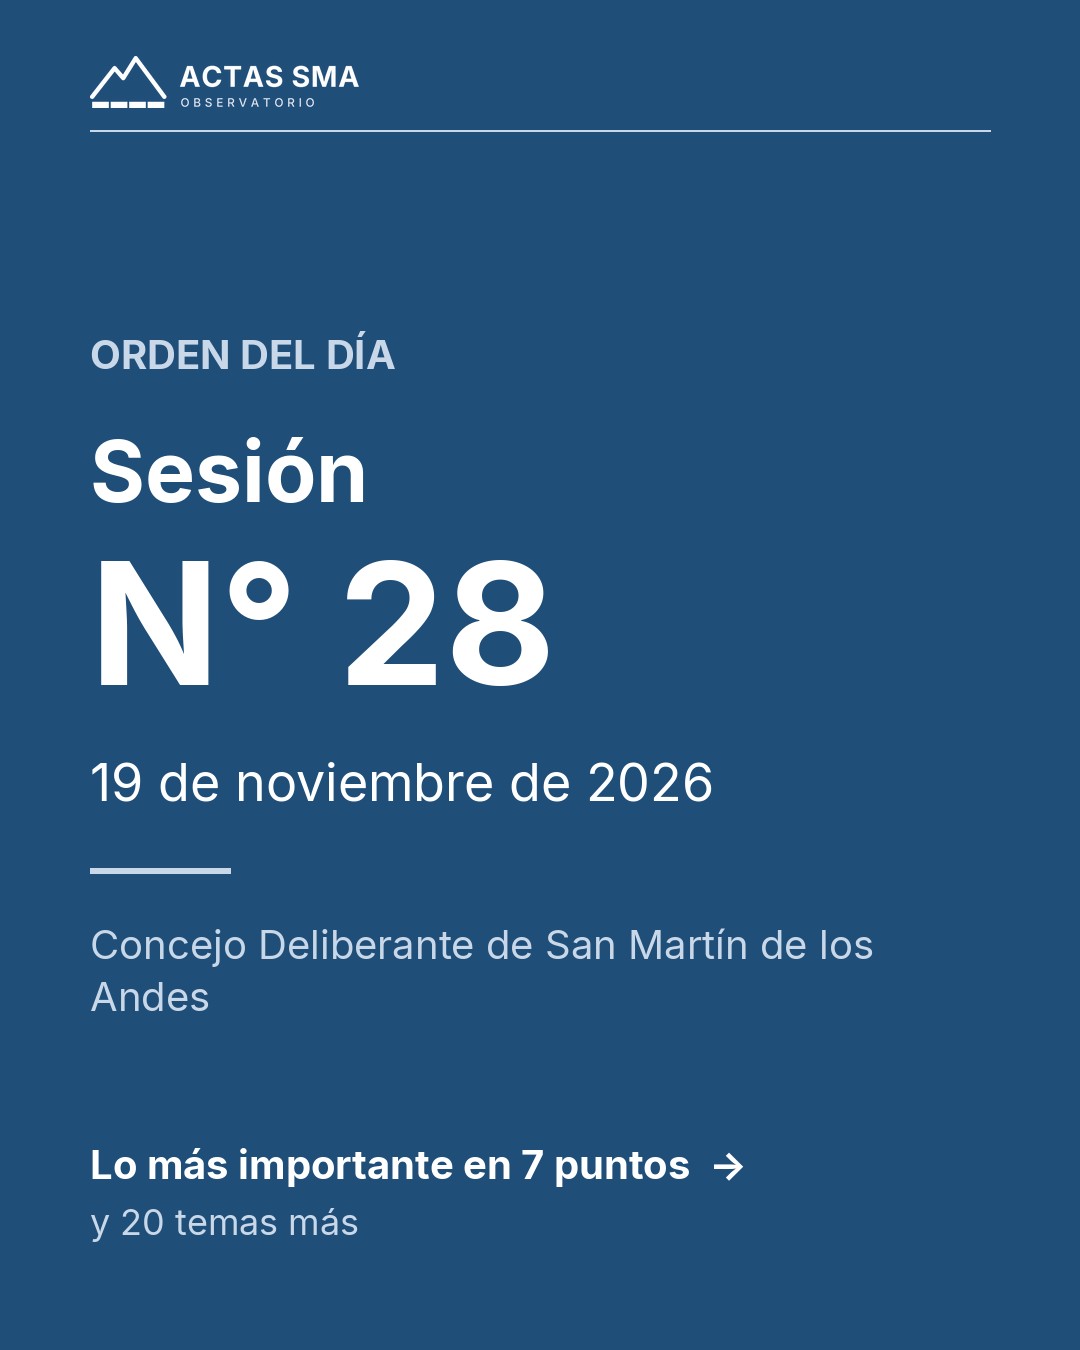 ACTAS SMA
OBSERVATORIO
ORDEN DEL DÍA
Sesión
N° 28
19 de noviembre de 2026
Concejo Deliberante de San Martín de los
Andes
Lo más importante en 7 puntos →
y 20 temas más